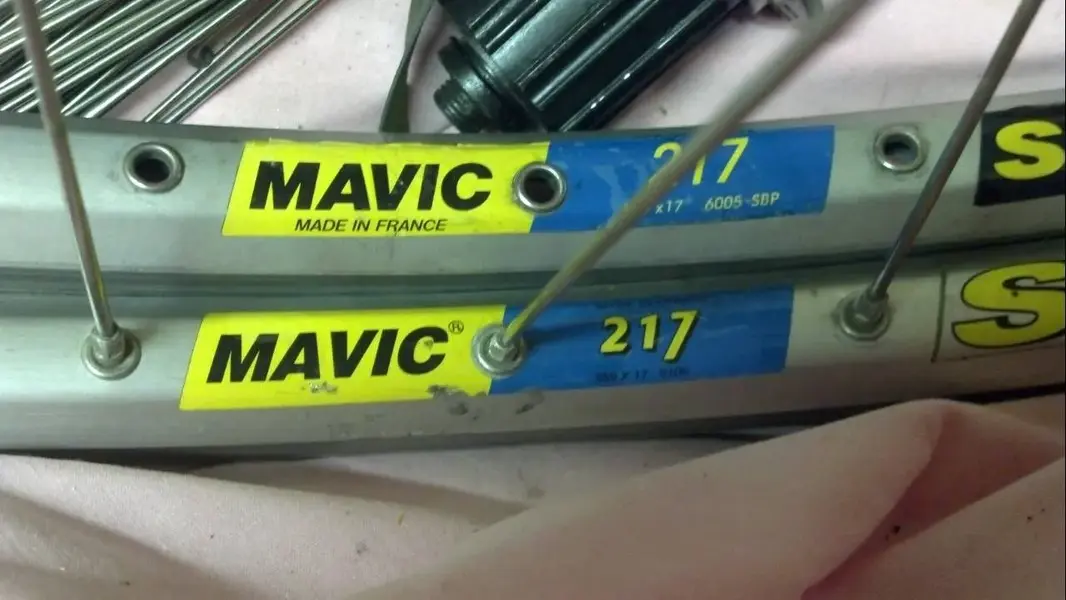 MAVIC
MADE IN FRANCE
217
x17 6005-SBP
S
MAVIC®
217
S